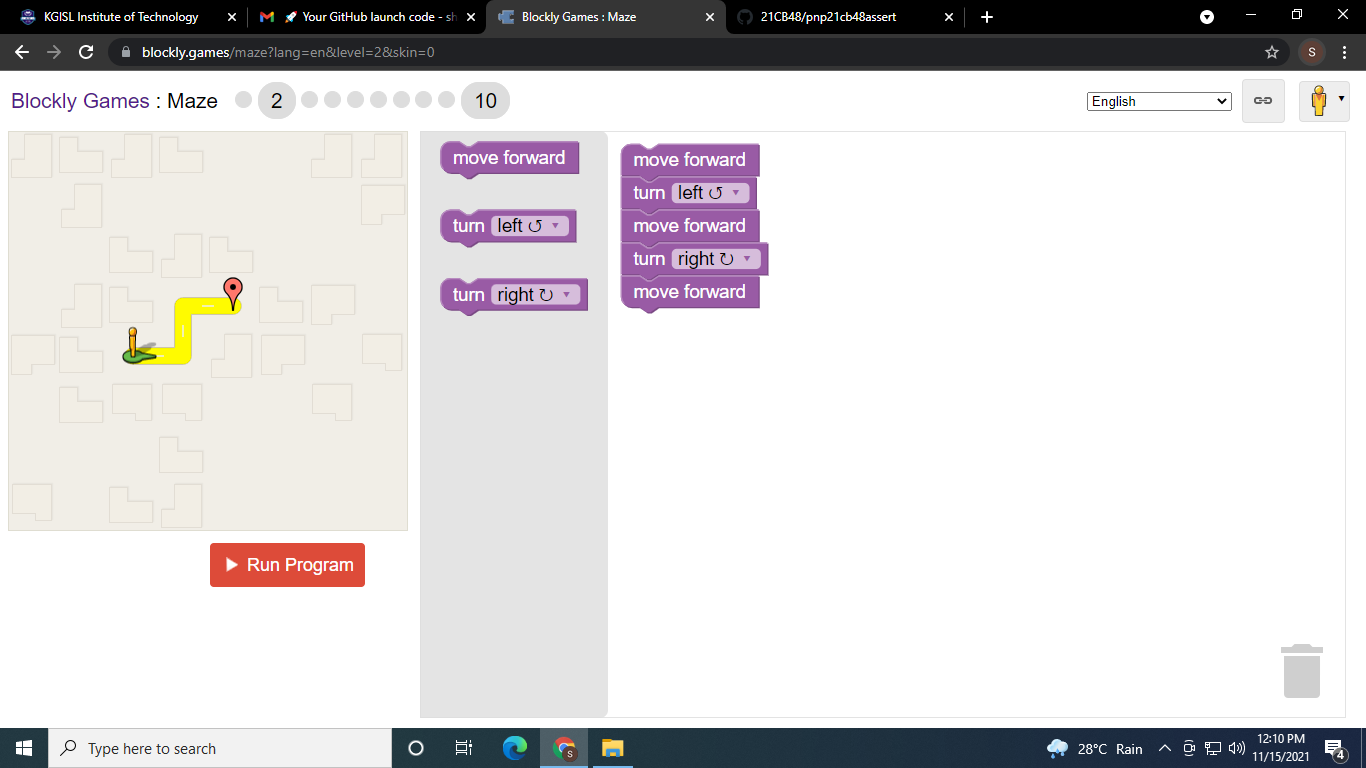 KGISL Institute of Technology
🚀 Your GitHub launch code - sh
Blockly Games : Maze
21CB48/pnp21cb48assert
blockly.games/maze?lang=en&level=2&skin=0
S
Blockly Games : Maze
2
10
English
move forward
turn left ↺
turn right ↻
move forward
turn left ↺
move forward
turn right ↻
move forward
Run Program
Type here to search
S
28°C Rain
12:10 PM
11/15/2021
4